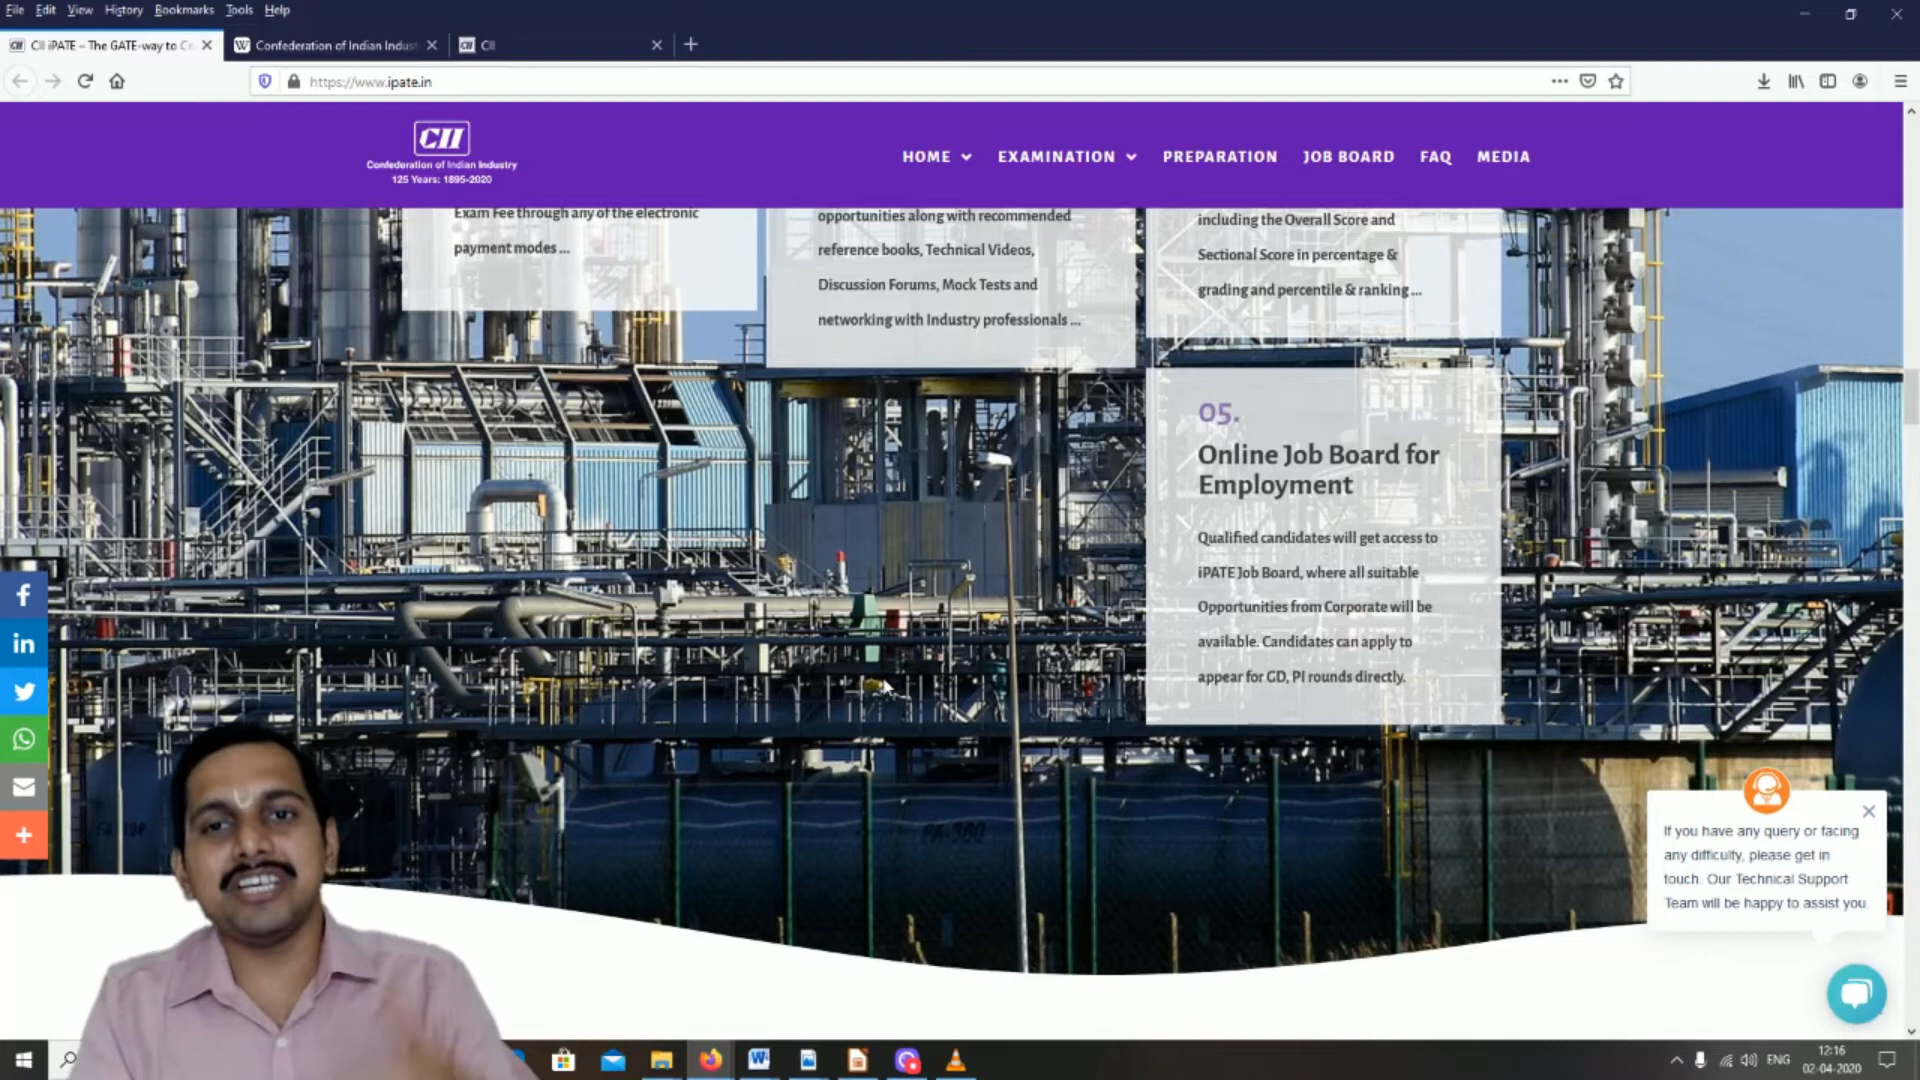 File Edit View History Bookmarks Tools Help
CII iPATE – The GATE-way to
Confederation of Indian Indus
CII
https://www.ipate.in
CII
Confederation of Indian Industry
125 Years: 1895-2020
HOME EXAMINATION PREPARATION JOB BOARD FAQ MEDIA
Exam Fee through any of the electronic
payment modes ...
opportunities along with recommended
reference books, Technical Videos,
Discussion Forums, Mock Tests and
networking with Industry professionals ...
including the Overall Score and
Sectional Score in percentage &
grading and percentile & ranking ...
05.
Online Job Board for
Employment
Qualified candidates will get access to
iPATE Job Board, where all suitable
Opportunities from Corporate will be
available. Candidates can apply to
appear for GD, PI rounds directly.
If you have any query or facing
any difficulty, please get in
touch. Our Technical Support
Team will be happy to assist you.
ENG
12:16
02-04-2020